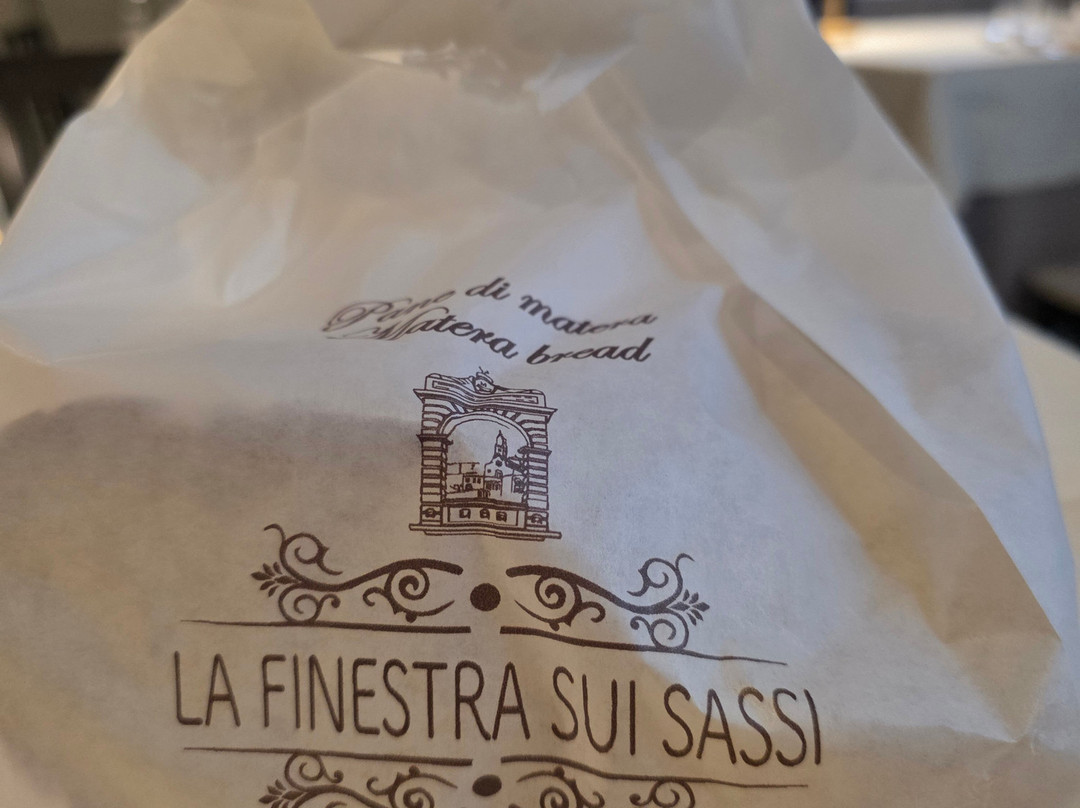 Pane di matera
Matera bread
LA FINESTRA SUI SASSI